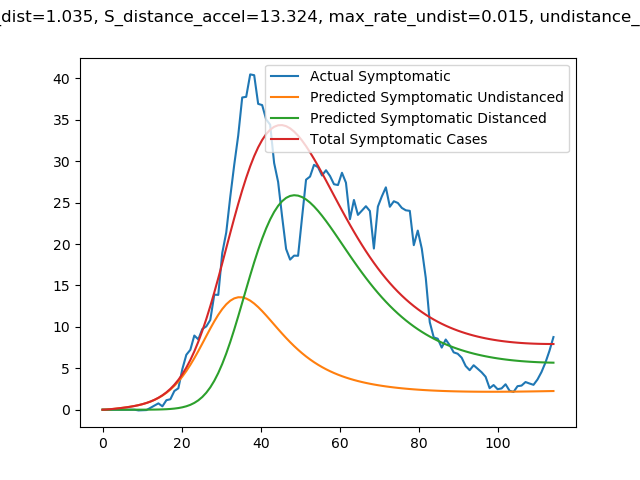 _dist=1.035, S_distance_accel=13.324, max_rate_undist=0.015, undistance_
Actual Symptomatic
Predicted Symptomatic Undistanced
Predicted Symptomatic Distanced
Total Symptomatic Cases
40
35
30
25
20
15
10
5
0
0 20 40 60 80 100